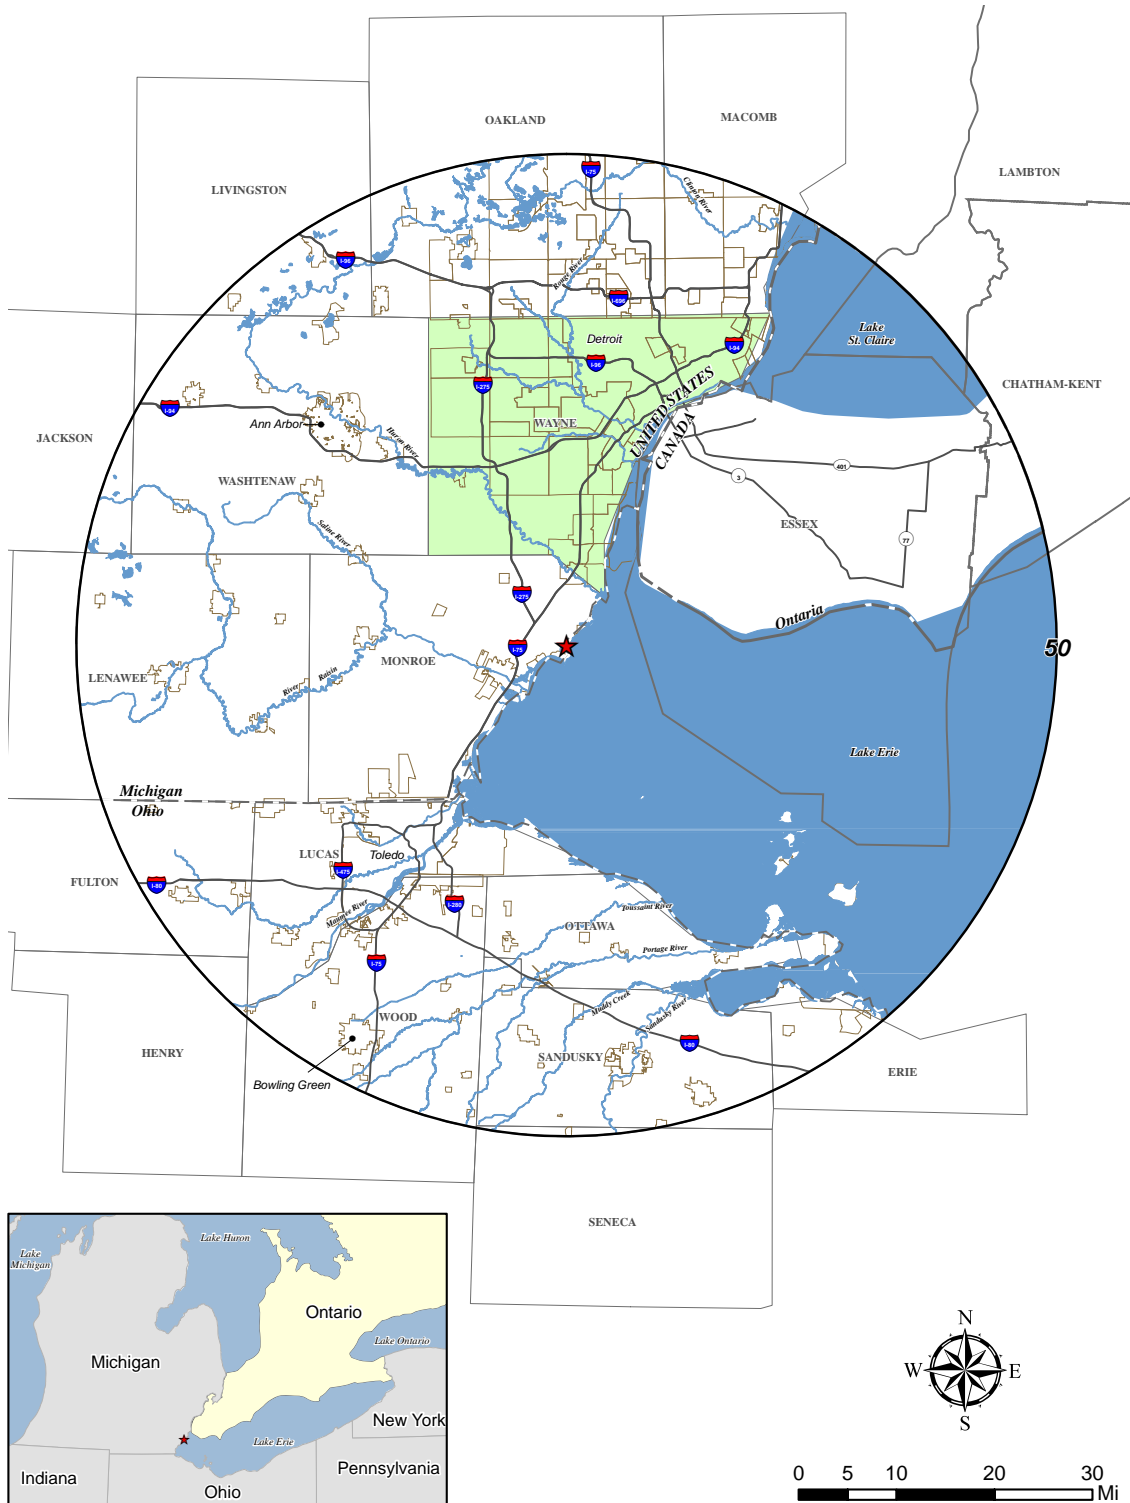 OAKLAND
MACOMB
LAMBTON
LIVINGSTON
I-75
Clinton River
I-96
Rouge River
I-696
Lake
St. Claire
Detroit
I-94
I-96
I-275
UNITED STATES
CANADA
CHATHAM-KENT
I-94
Ann Arbor
WAYNE
JACKSON
Huron River
401
3
WASHTENAW
Saline River
ESSEX
77
I-275
Ontaria
I-75
50
MONROE
LENAWEE
River Raisin
Lake Erie
Michigan
Ohio
LUCAS
Toledo
I-475
FULTON
I-80
I-280
Maumee River
Toussaint River
OTTAWA
Portage River
I-75
Muddy Creek
Sandusky River
WOOD
I-80
HENRY
SANDUSKY
ERIE
Bowling Green
SENECA
Lake Huron
Lake
Michigan
Ontario
Lake Ontario
Michigan
New York
Lake Erie
Pennsylvania
Indiana
Ohio
N
W
E
S
0 5 10 20 30
Mi